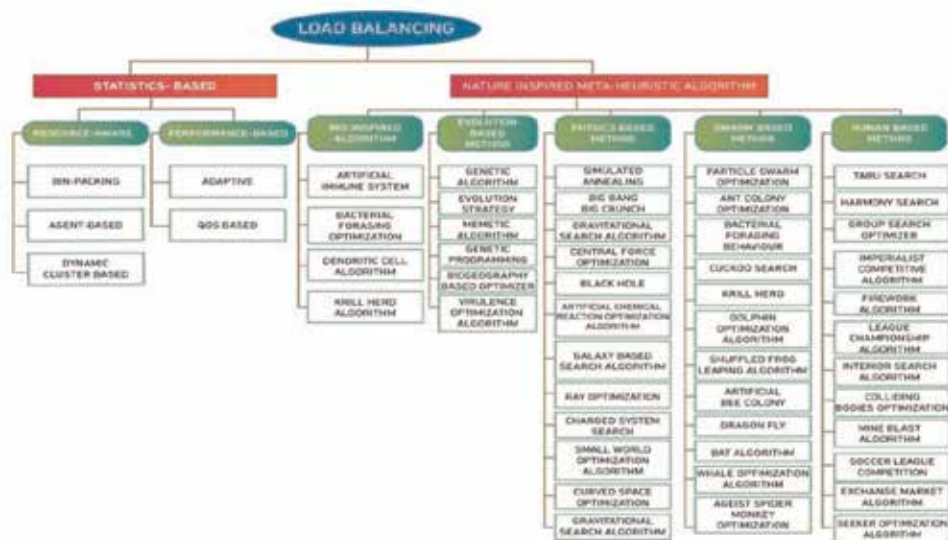 LOAD BALANCING
STATISTICS- BASED
NATURE INSPIRED META-HEURISTIC ALGORITHM
RESOURCE-AWARE
BIN-PACKING
AGENT-BASED
DYNAMIC
CLUSTER BASED
PERFORMANCE-BASED
ADAPTIVE
QOS-BASED
BIO INSPIRED
ALGORITHM
ARTIFICIAL
IMMUNE SYSTEM
BACTERIAL
FORAGING
OPTIMIZATION
DENDRITIC CELL
ALGORITHM
KRILL HERD
ALGORITHM
EVOLUTION
BASED
METHOD
GENETIC
ALGORITHM
EVOLUTION
STRATEGY
MEMETIC
ALGORITHM
GENETIC
PROGRAMMING
BIOGEOGRAPHY
BASED OPTIMIZER
VIRULENCE
OPTIMIZATION
ALGORITHM
PHYSICS-BASED
METHOD
SIMULATED
ANNEALING
BIG BANG
BIG CRUNCH
GRAVITATIONAL
SEARCH ALGORITHM
CENTRAL FORCE
OPTIMIZATION
BLACK HOLE
ARTIFICIAL CHEMICAL
REACTION OPTIMIZATION
ALGORITHM
GALAXY BASED
SEARCH ALGORITHM
RAY OPTIMIZATION
CHARGED SYSTEM
SEARCH
SMALL WORLD
OPTIMIZATION
ALGORITHM
CURVED SPACE
OPTIMIZATION
GRAVITATIONAL
SEARCH ALGORITHM
SWARM BASED
METHOD
PARTICLE SWARM
OPTIMIZATION
ANT COLONY
OPTIMIZATION
BACTERIAL
FORAGING
BEHAVIOUR
CUCKOO SEARCH
KRILL HERD
DOLPHIN
OPTIMIZATION
ALGORITHM
SHUFFLED FROG
LEAPING ALGORITHM
ARTIFICIAL
BEE COLONY
DRAGON FLY
BAT ALGORITHM
WHALE OPTIMIZATION
ALGORITHM
AGEIST SPIDER
MONKEY
OPTIMIZATION
HUMAN BASED
METHOD
TABU SEARCH
HARMONY SEARCH
GROUP SEARCH
OPTIMIZER
IMPERIALIST
COMPETITIVE
ALGORITHM
FIREWORK
ALGORITHM
LEAGUE
CHAMPIONSHIP
ALGORITHM
INTERIOR SEARCH
ALGORITHM
COLLIDING
BODIES OPTIMIZATION
MINE BLAST
ALGORITHM
SOCCER LEAGUE
COMPETITION
EXCHANGE MARKET
ALGORITHM
SEEKER OPTIMIZATION
ALGORITHM